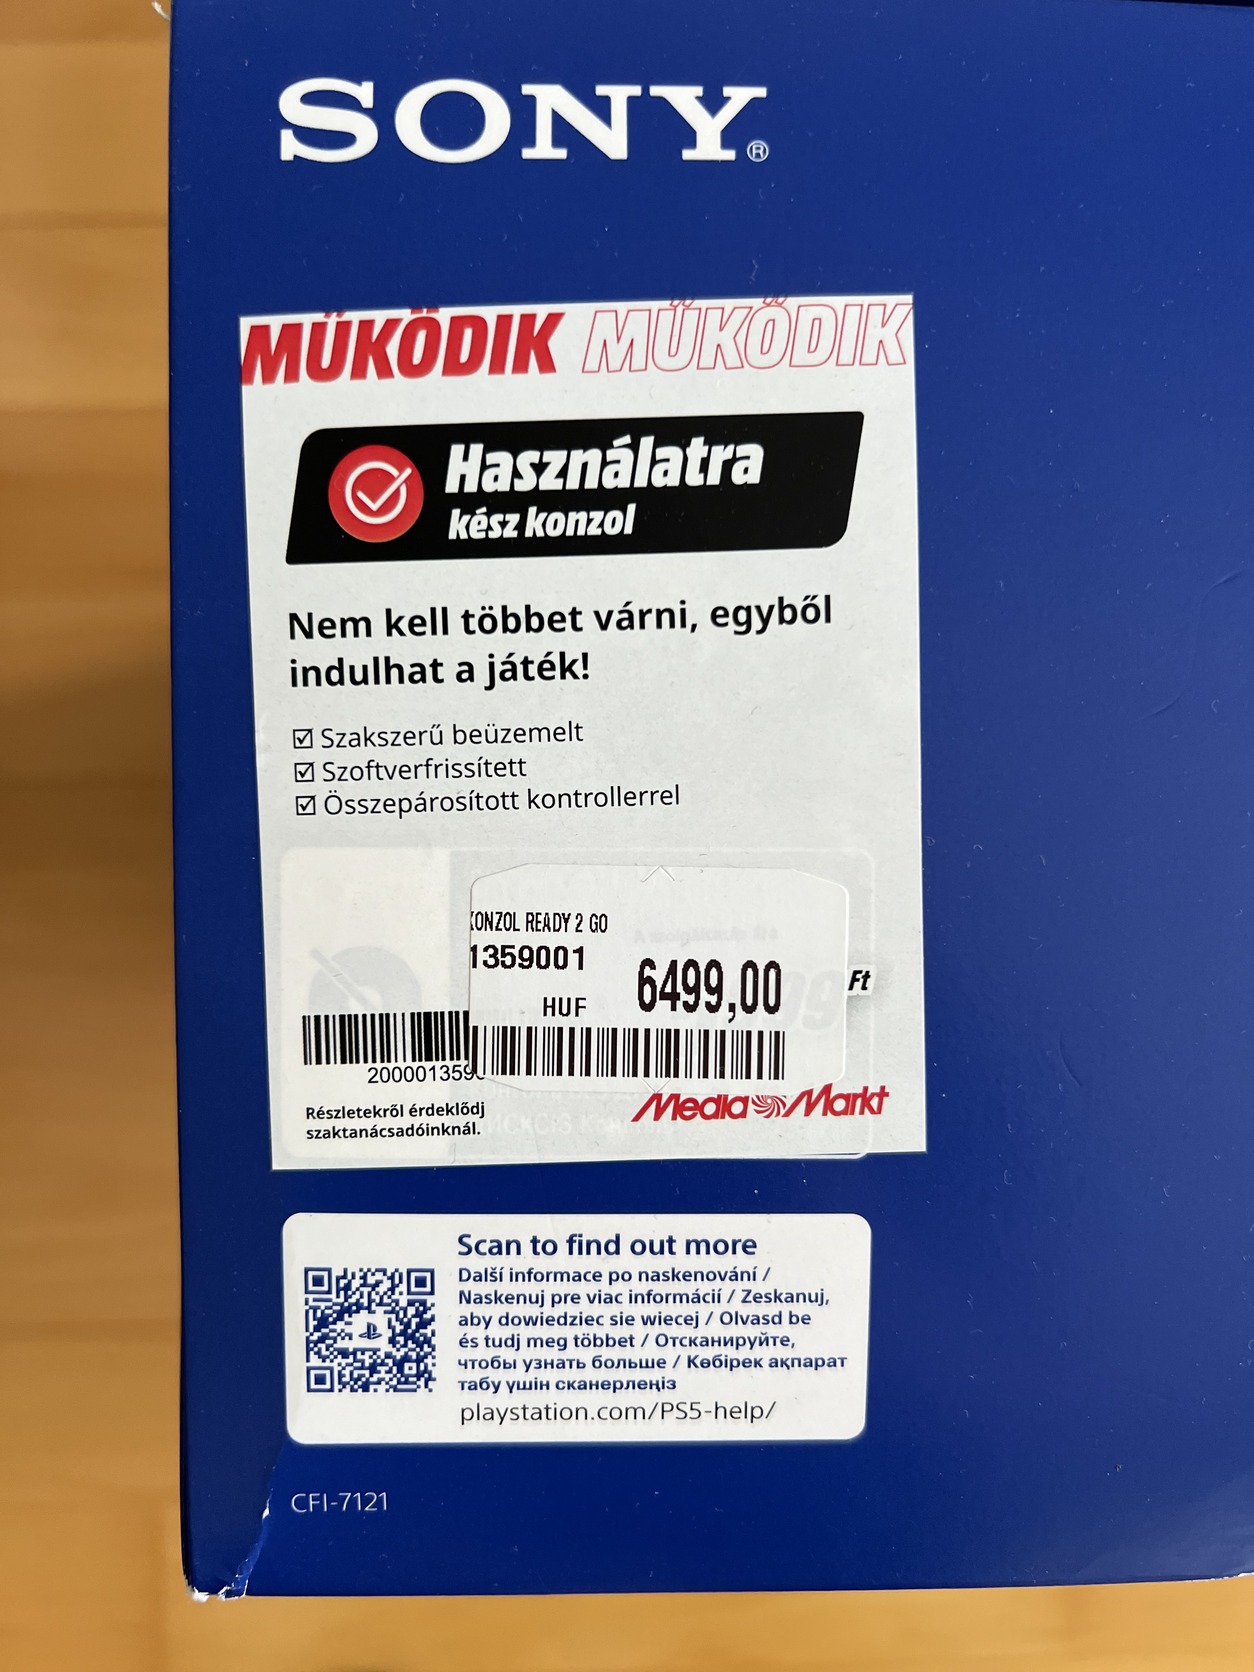 SONY®
MŰKÖDIK MŰKÖDIK
Használatra
kész konzol
Nem kell többet várni, egyből
indulhat a játék!
☑ Szakszerű beüzemelt
☑ Szoftverfrissített
☑ Összepárosított kontrollerrel
KONZOL READY 2 GO
1359001
HUF 6499,00 Ft
200001359
Részletekről érdeklődj
szaktanácsadóinknál.
MediaMarkt
Scan to find out more
Další informace po naskenování /
Naskenuj pre viac informácií / Zeskanuj,
aby dowiedziec sie wiecej / Olvasd be
és tudj meg többet / Отсканируйте,
чтобы узнать больше / Көбірек ақпарат
табу үшін сканерлеңіз
playstation.com/PS5-help/
CFI-7121